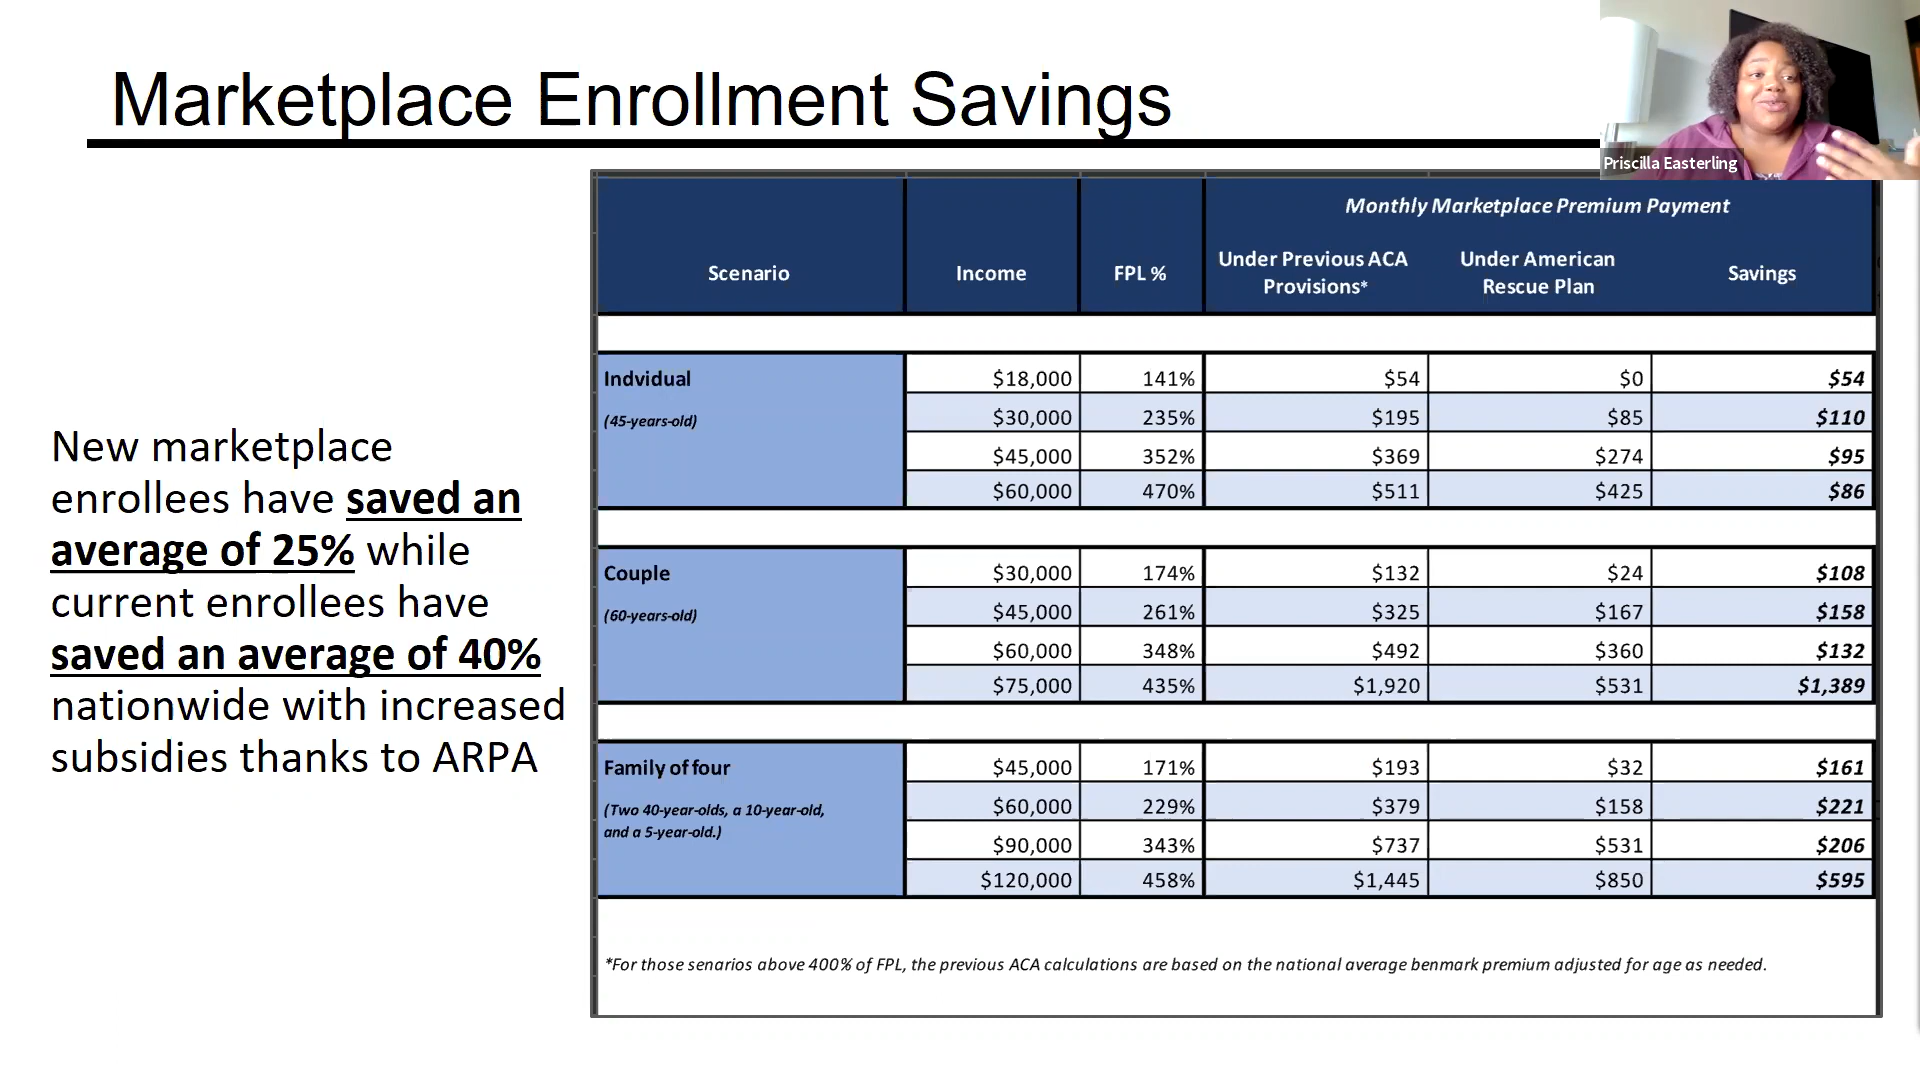 Marketplace Enrollment Savings
Priscilla Easterling
New marketplace
enrollees have saved an
average of 25% while
current enrollees have
saved an average of 40%
nationwide with increased
subsidies thanks to ARPA
Monthly Marketplace Premium Payment
Scenario Income FPL % Under Previous ACA Provisions* Under American Rescue Plan Savings
Indvidual $18,000 141% $54 $0 $54
(45-years-old) $30,000 235% $195 $85 $110
$45,000 352% $369 $274 $95
$60,000 470% $511 $425 $86
Couple $30,000 174% $132 $24 $108
(60-years-old) $45,000 261% $325 $167 $158
$60,000 348% $492 $360 $132
$75,000 435% $1,920 $531 $1,389
Family of four $45,000 171% $193 $32 $161
(Two 40-year-olds, a 10-year-old, $60,000 229% $379 $158 $221
and a 5-year-old.) $90,000 343% $737 $531 $206
$120,000 458% $1,445 $850 $595
*For those senarios above 400% of FPL, the previous ACA calculations are based on the national average benmark premium adjusted for age as needed.